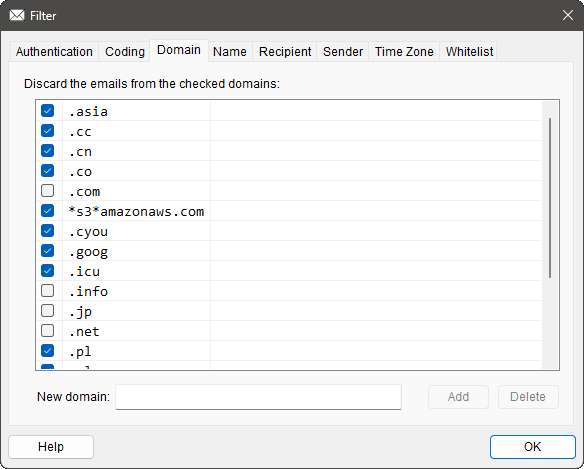 Filter
Authentication Coding Domain Name Recipient Sender Time Zone Whitelist
Discard the emails from the checked domains:
.asia
.cc
.cn
.co
.com
*s3*amazonaws.com
.cyou
.goog
.icu
.info
.jp
.net
.pl
New domain: Add Delete
Help OK